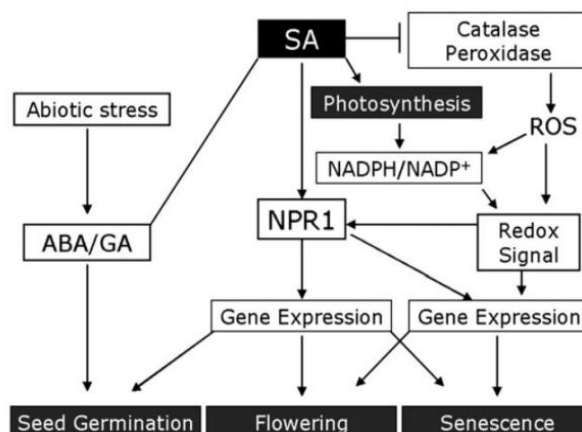 SA
Catalase
Peroxidase
Abiotic stress
Photosynthesis
ROS
NADPH/NADP⁺
ABA/GA
NPR1
Redox
Signal
Gene Expression
Gene Expression
Seed Germination
Flowering
Senescence